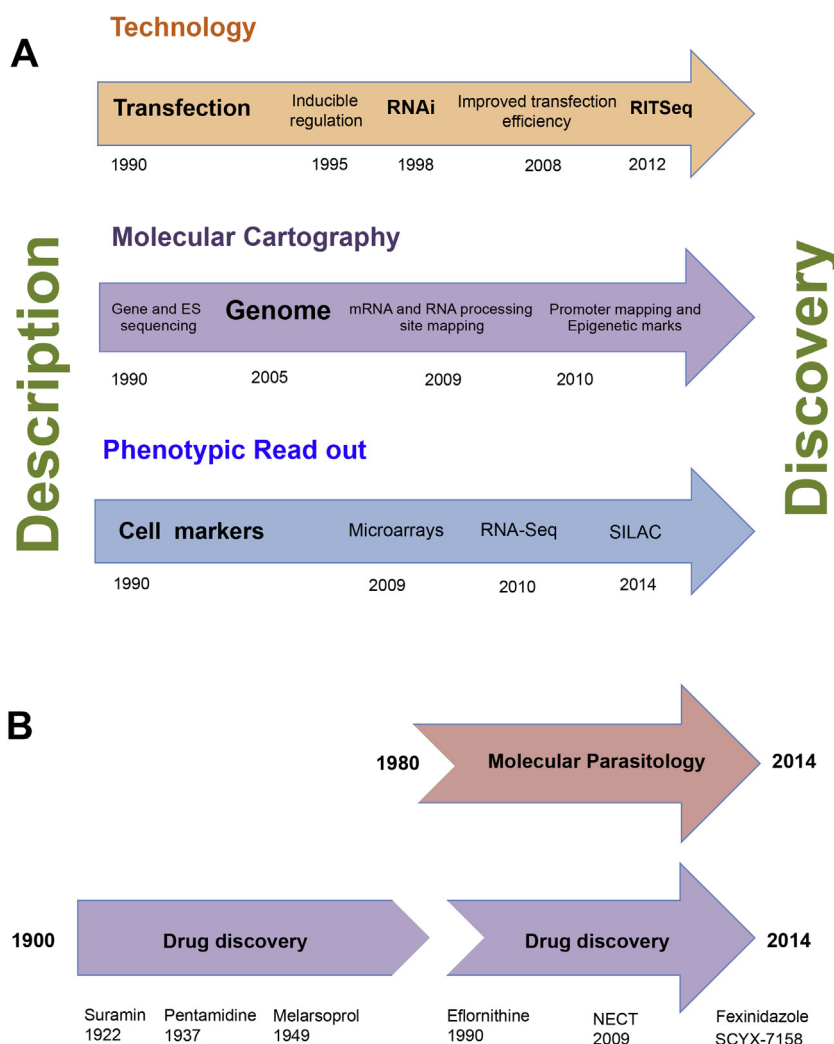 A
Technology
Transfection
Inducible
regulation
RNAi
Improved transfection
efficiency
RITSeq
1990
1995
1998
2008
2012
Description
Discovery
Molecular Cartography
Gene and ES
sequencing
Genome
mRNA and RNA processing
site mapping
Promoter mapping and
Epigenetic marks
1990
2005
2009
2010
Phenotypic Read out
Cell markers
Microarrays
RNA-Seq
SILAC
1990
2009
2010
2014
B
1980
Molecular Parasitology
2014
1900
Drug discovery
Drug discovery
2014
Suramin
1922
Pentamidine
1937
Melarsoprol
1949
Eflornithine
1990
NECT
2009
Fexinidazole
SCYX-7158